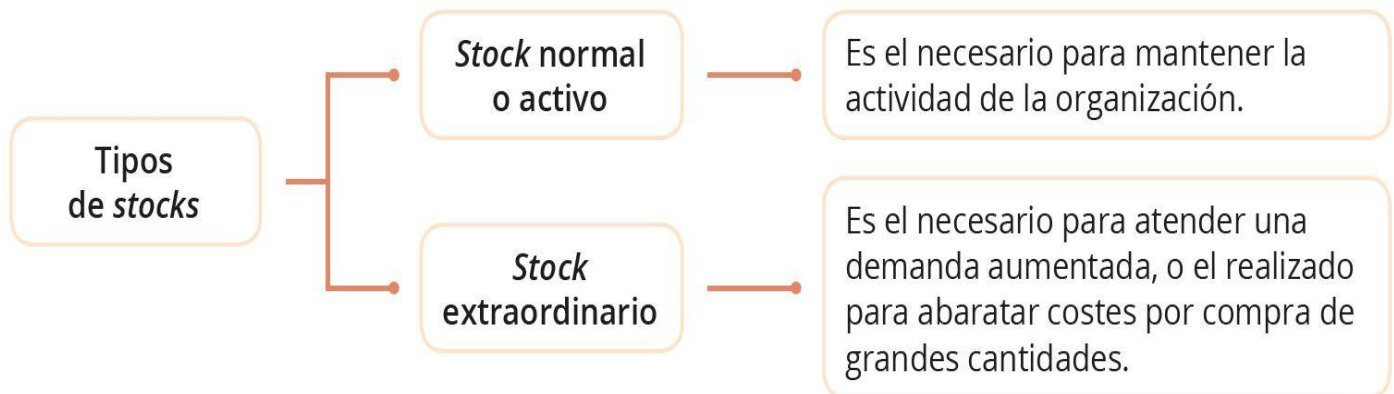 Tipos
de stocks
Stock normal
o activo
Es el necesario para mantener la
actividad de la organización.
Stock
extraordinario
Es el necesario para atender una
demanda aumentada, o el realizado
para abaratar costes por compra de
grandes cantidades.